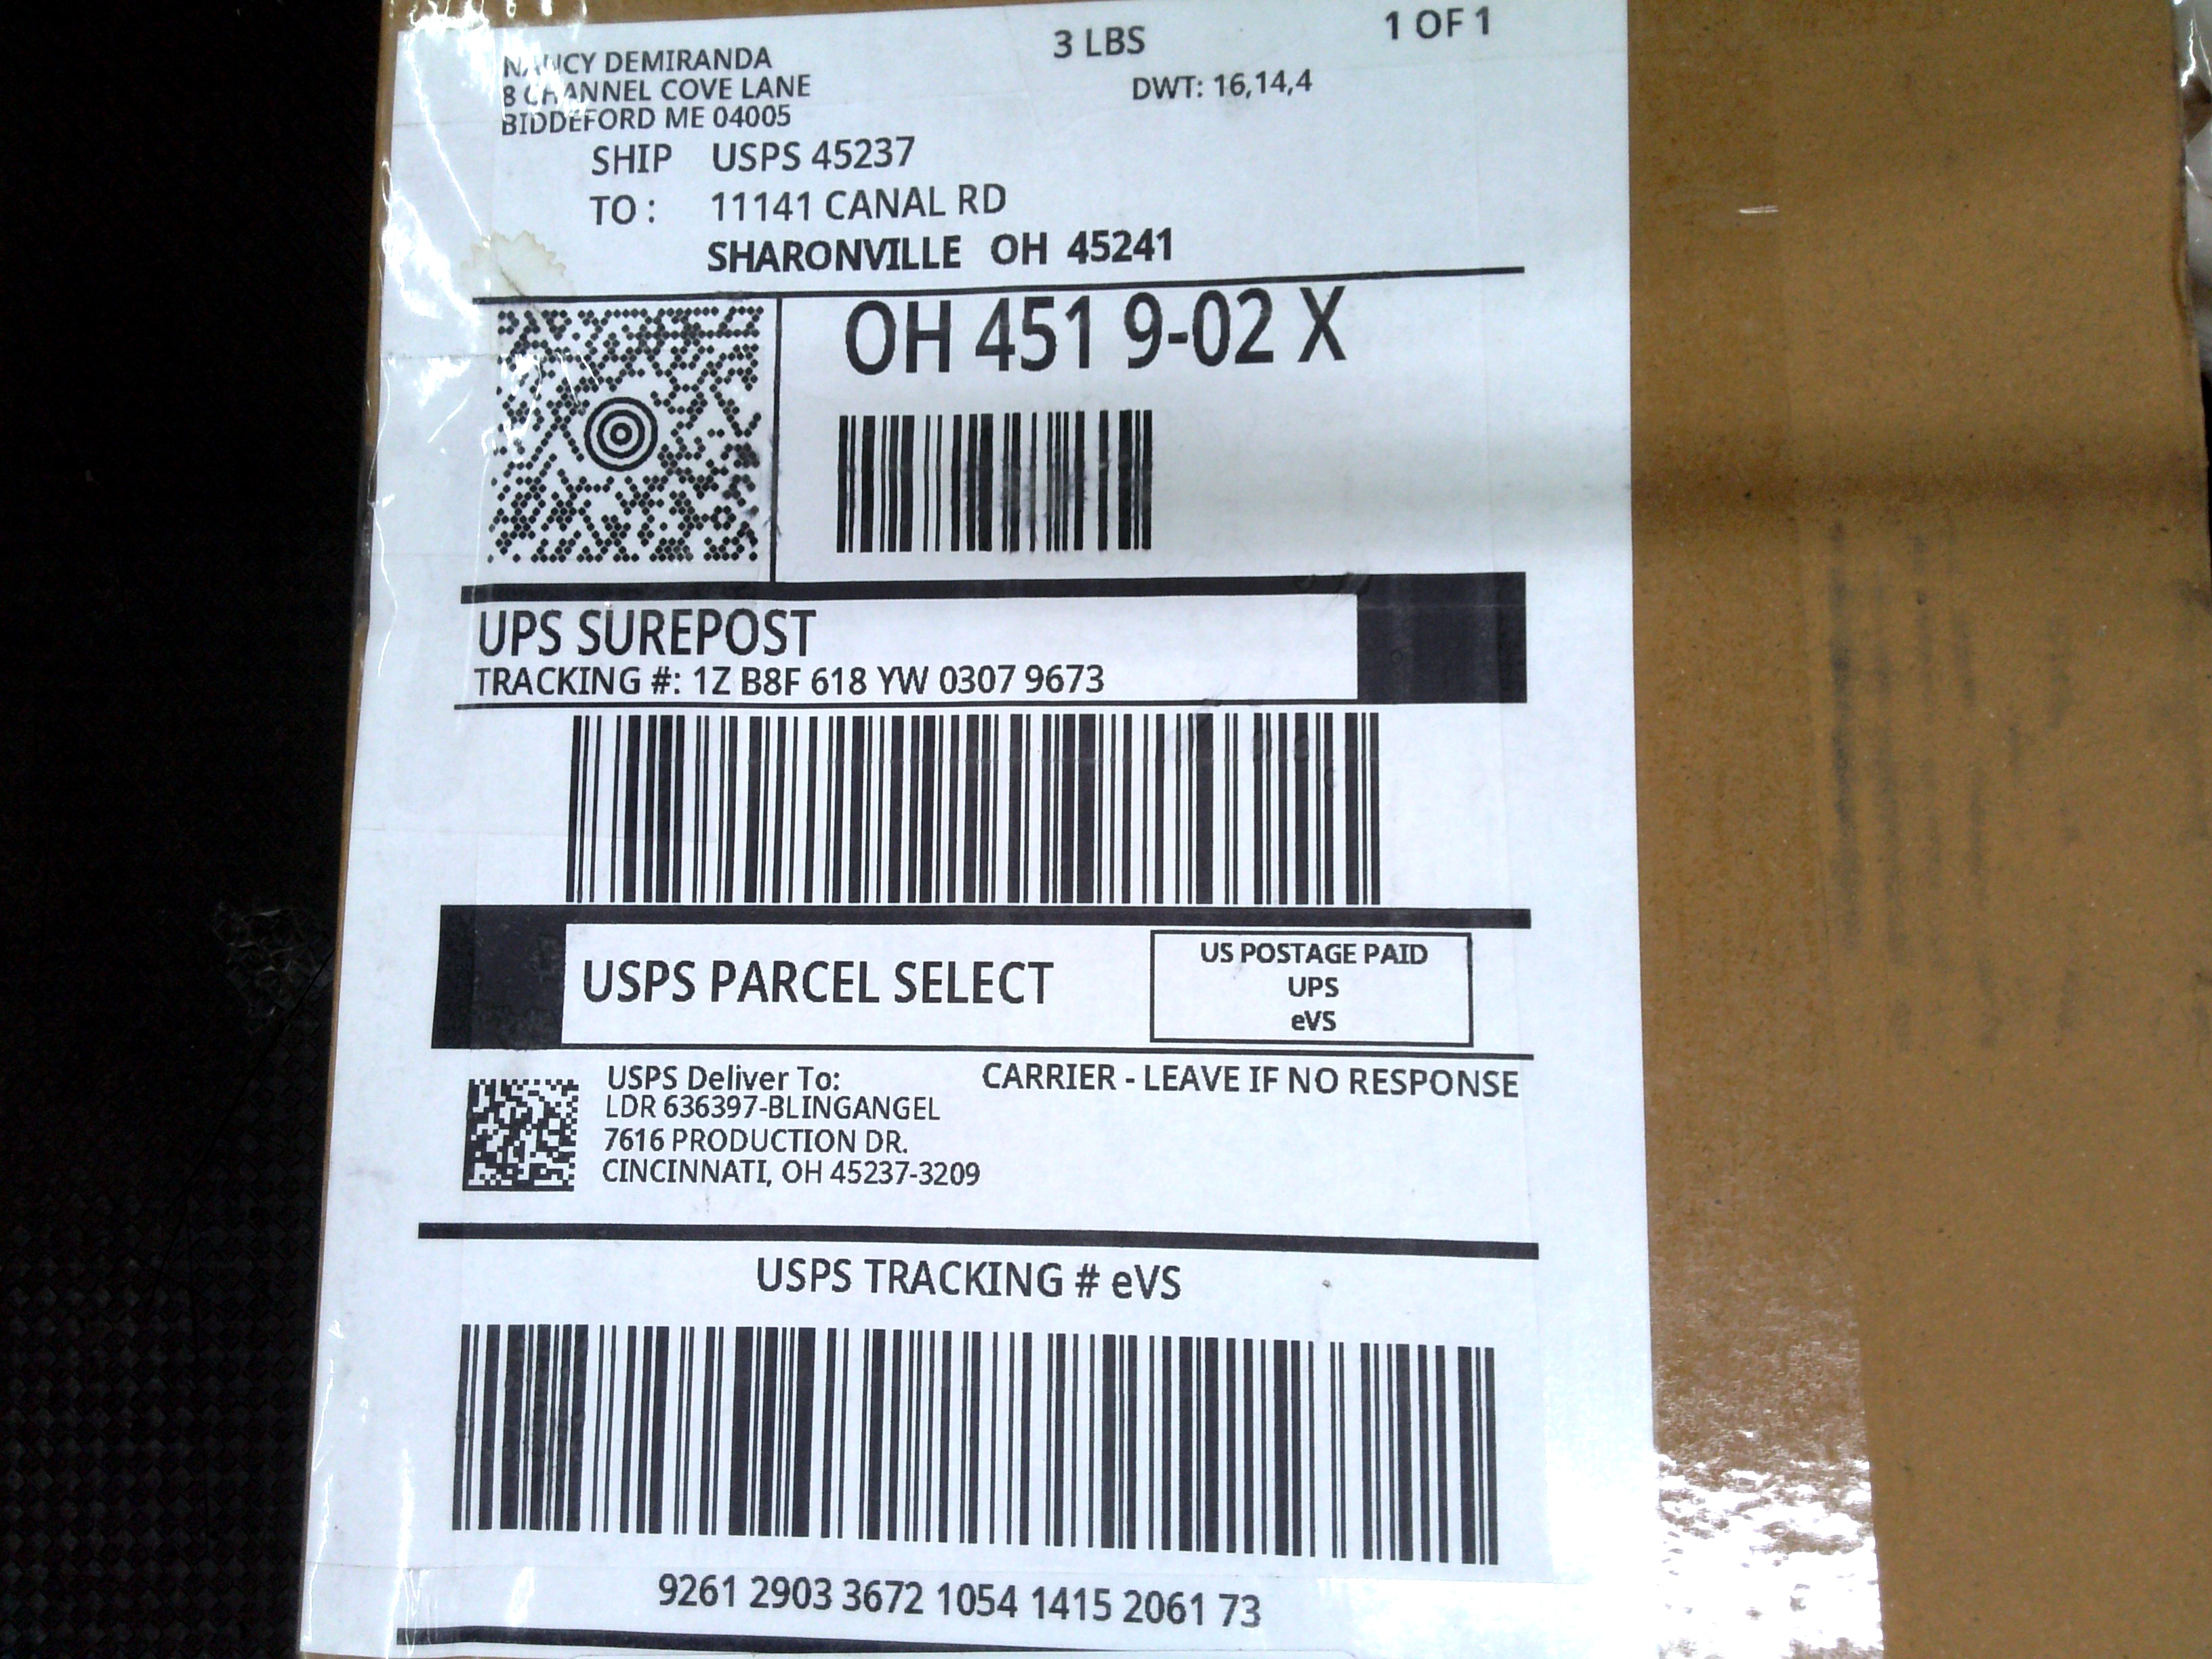 NANCY DEMIRANDA
8 CHANNEL COVE LANE
BIDDEFORD ME 04005
3 LBS
1 OF 1
DWT: 16,14,4
SHIP USPS 45237
TO : 11141 CANAL RD
SHARONVILLE OH 45241
OH 451 9-02 X
UPS SUREPOST
TRACKING #: 1Z B8F 618 YW 0307 9673
USPS PARCEL SELECT
US POSTAGE PAID
UPS
eVS
USPS Deliver To:
CARRIER - LEAVE IF NO RESPONSE
LDR 636397-BLINGANGEL
7616 PRODUCTION DR.
CINCINNATI, OH 45237-3209
USPS TRACKING # eVS
9261 2903 3672 1054 1415 2061 73